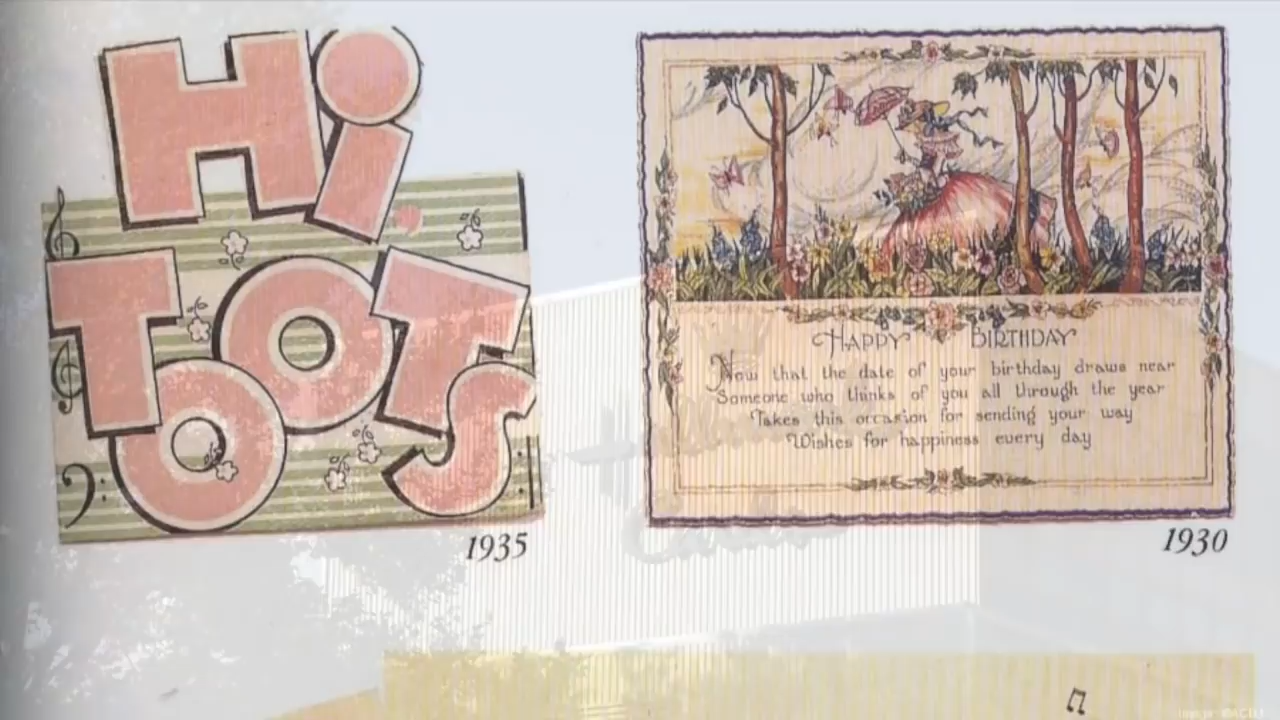 Hi,
TOOTS
1935
HAPPY BIRTHDAY
Now that the date of your birthday draws near
Someone who thinks of you all through the year
Takes this occasion for sending your way
Wishes for happiness every day
1930